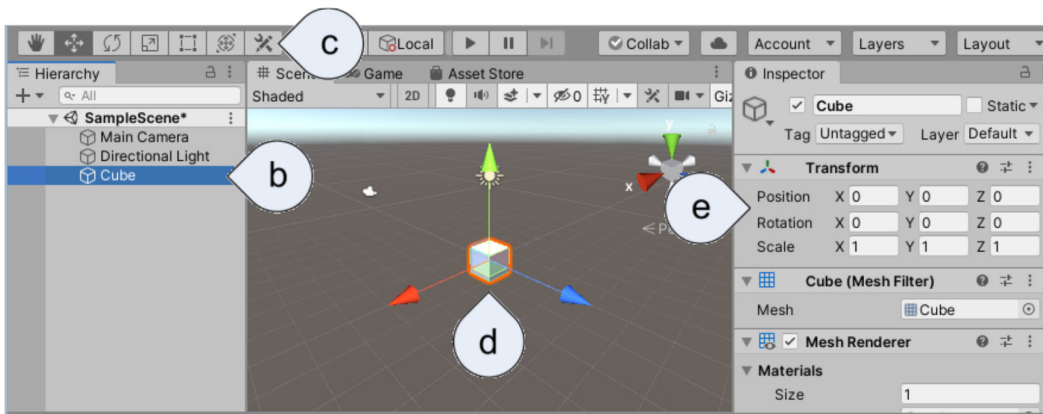 c
Local
Collab
Account
Layers
Layout
Hierarchy
Game
Asset Store
Inspector
All
Shaded
2D
0
Cube
Static
SampleScene*
Main Camera
Directional Light
Cube
Tag Untagged Layer Default
b
y
x
Transform
Position X 0 Y 0 Z 0
Rotation X 0 Y 0 Z 0
Scale X 1 Y 1 Z 1
e
Cube (Mesh Filter)
Mesh Cube
d
Mesh Renderer
Materials
Size 1